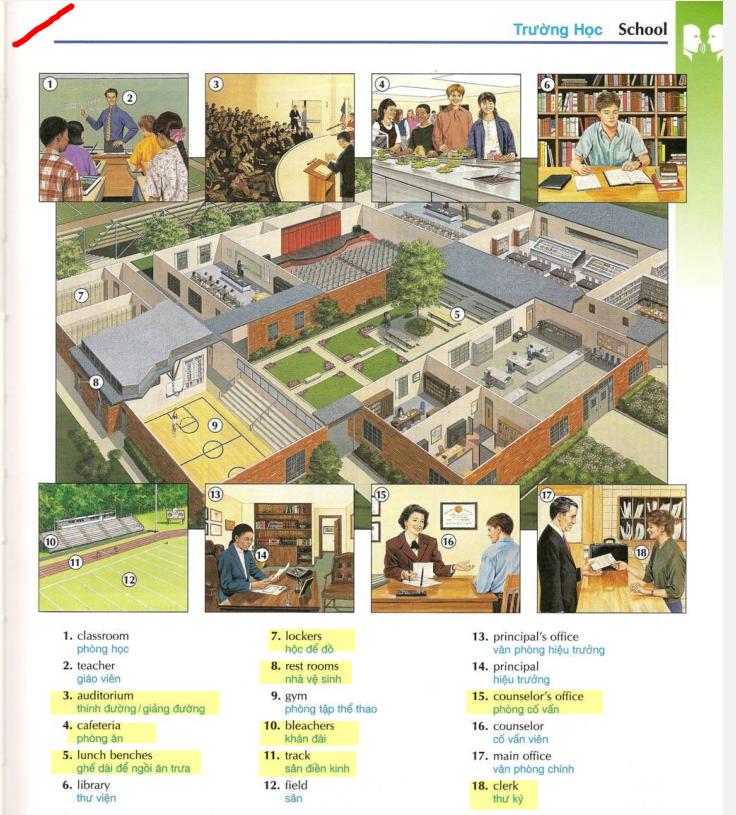 Trường Học School
1
2
3
4
6
7
5
8
9
10
11
12
13
14
15
16
17
18
1. classroom
phòng học
2. teacher
giáo viên
3. auditorium
thính đường / giảng đường
4. cafeteria
phòng ăn
5. lunch benches
ghế dài để ngồi ăn trưa
6. library
thư viện
7. lockers
hộc để đồ
8. rest rooms
nhà vệ sinh
9. gym
phòng tập thể thao
10. bleachers
khán đài
11. track
sân điền kinh
12. field
sân
13. principal's office
văn phòng hiệu trưởng
14. principal
hiệu trưởng
15. counselor's office
phòng cố vấn
16. counselor
cố vấn viên
17. main office
văn phòng chính
18. clerk
thư ký